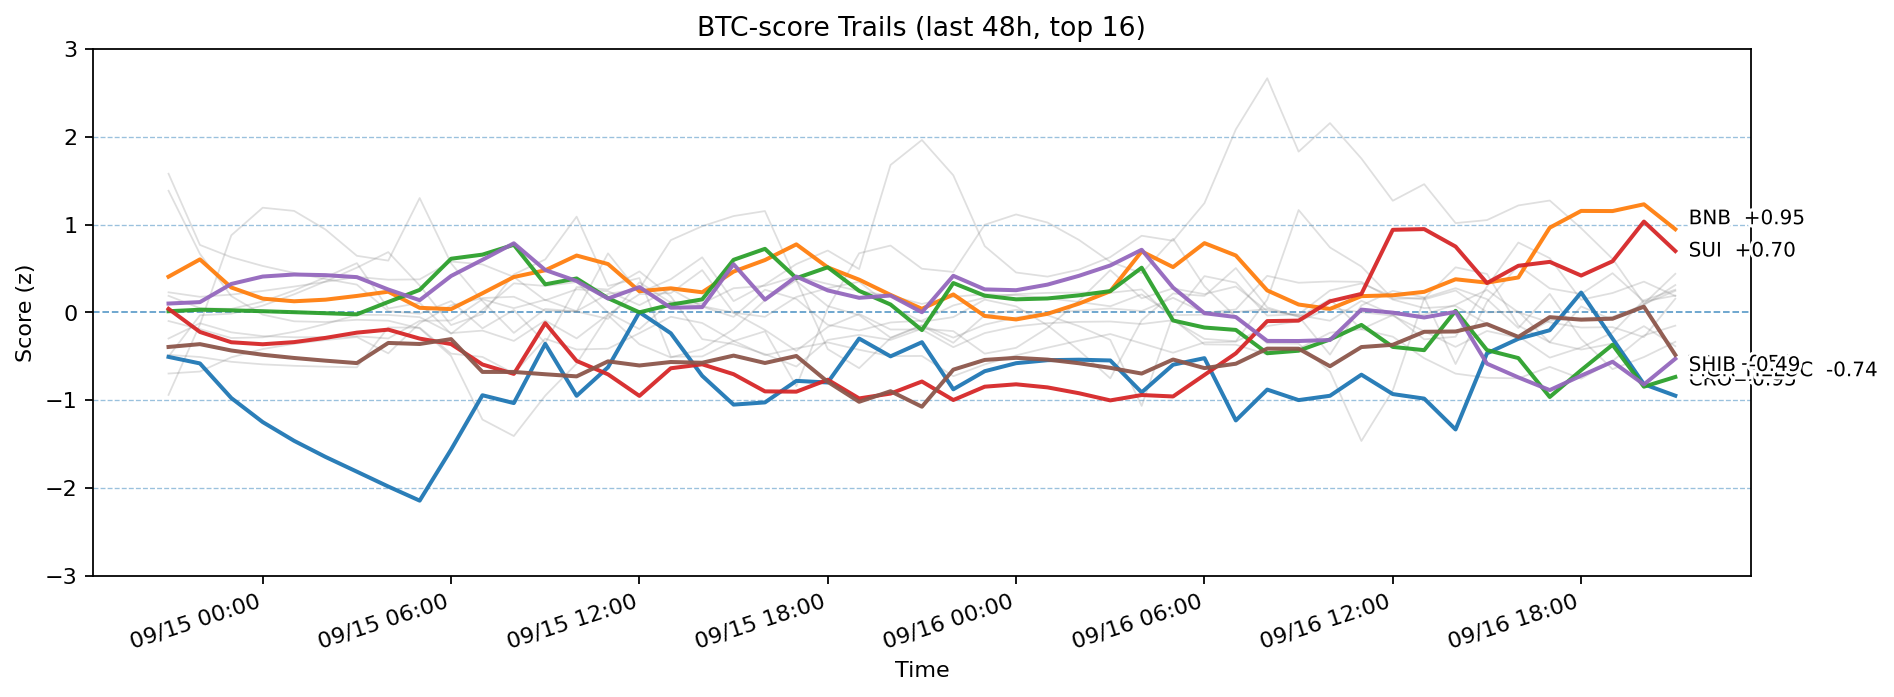 BTC-score Trails (last 48h, top 16)
Score (z)
3
2
1
0
−1
−2
−3
BNB +0.95
SUI +0.70
SHIB -0.49
C -0.74
09/15 00:00
09/15 06:00
09/15 12:00
09/15 18:00
09/16 00:00
09/16 06:00
09/16 12:00
09/16 18:00
Time